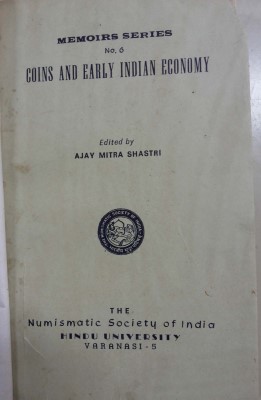 MEMOIRS SERIES
No. 6
COINS AND EARLY INDIAN ECONOMY
Edited by
AJAY MITRA SHASTRI
THE
Numismatic Society of India
HINDU UNIVERSITY
VARANASI-5